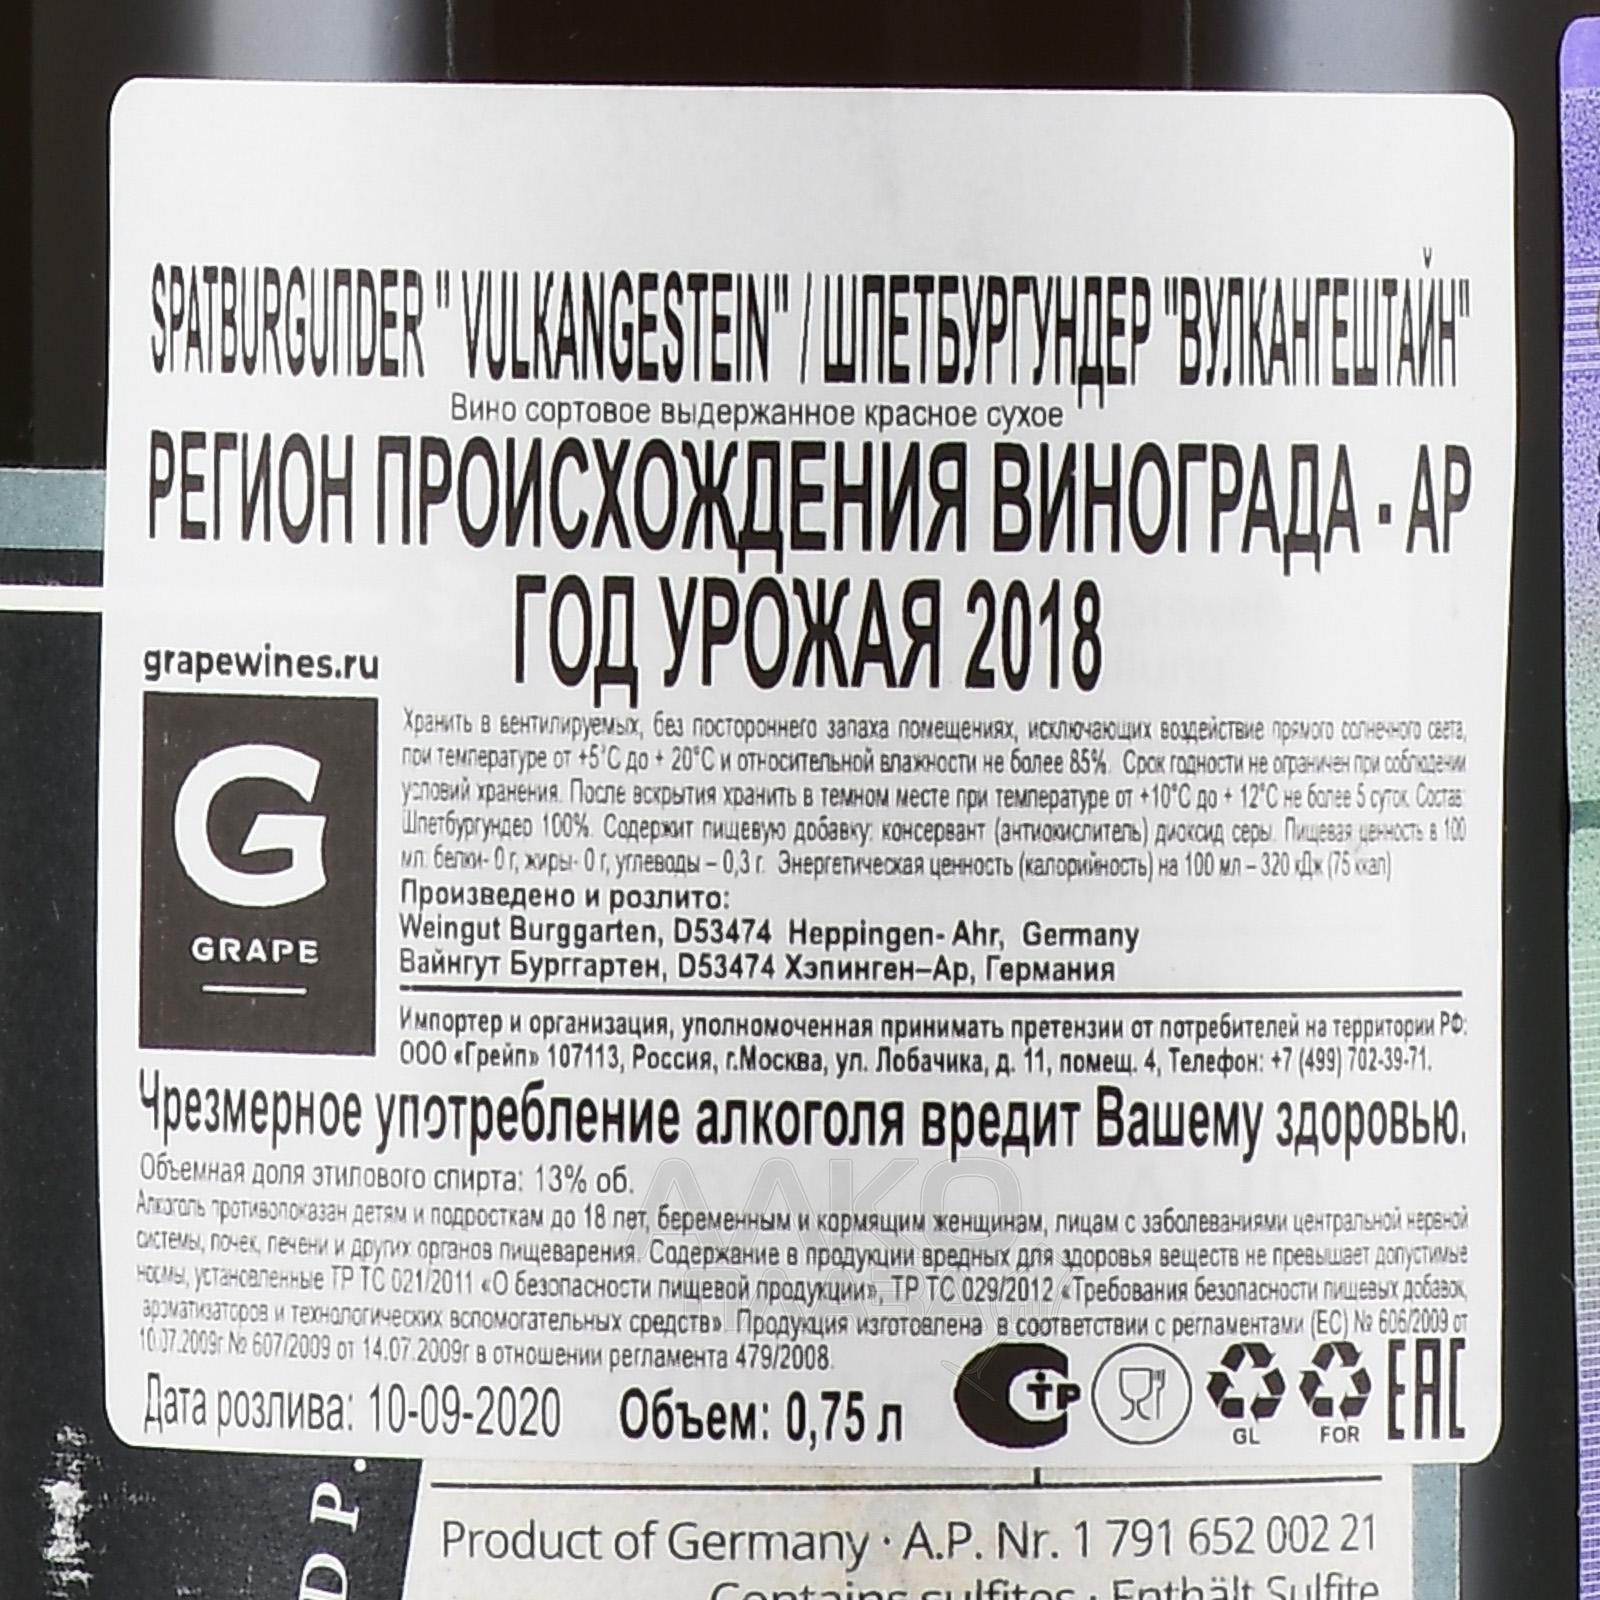 SPATBURGUNDER " VULKANGESTEIN" / ШПЕТБУРГУНДЕР "ВУЛКАНГЕШТАЙН"
Вино сортовое выдержанное красное сухое
РЕГИОН ПРОИСХОЖДЕНИЯ ВИНОГРАДА - АР
ГОД УРОЖАЯ 2018
grapewines.ru
G
GRAPE
Хранить в вентилируемых, без постороннего запаха помещениях, исключающих воздействие прямого солнечного света,
при температуре от +5°С до + 20°С и относительной влажности не более 85%. Срок годности не ограничен при соблюдении
условий хранения. После вскрытия хранить в темном месте при температуре от +10°С до + 12°С не более 5 суток. Состав:
Шпетбургундер 100%. Содержит пищевую добавку: консервант (антиокислитель) диоксид серы. Пищевая ценность в 100
мл: белки- 0 г, жиры- 0 г, углеводы – 0,3 г. Энергетическая ценность (калорийность) на 100 мл – 320 кДж (75 ккал)
Произведено и розлито:
Weingut Burggarten, D53474 Heppingen- Ahr, Germany
Вайнгут Бурггартен, D53474 Хэпинген–Ар, Германия
Импортер и организация, уполномоченная принимать претензии от потребителей на территории РФ:
ООО «Грейп» 107113, Россия, г.Москва, ул. Лобачика, д. 11, помещ. 4, Телефон: +7 (499) 702-39-71.
Чрезмерное употребление алкоголя вредит Вашему здоровью.
Объемная доля этилового спирта: 13% об.
Алкоголь противопоказан детям и подросткам до 18 лет, беременным и кормящим женщинам, лицам с заболеваниями центральной нервной
системы, почек, печени и других органов пищеварения. Содержание в продукции вредных для здоровья веществ не превышает допустимые
нормы, установленные ТР ТС 021/2011 «О безопасности пищевой продукции», ТР ТС 029/2012 «Требования безопасности пищевых добавок,
ароматизаторов и технологических вспомогательных средств». Продукция изготовлена в соответствии с регламентами (ЕС) № 606/2009 от
10.07.2009г № 607/2009 от 14.07.2009г в отношении регламента 479/2008.
Дата розлива: 10-09-2020 Объем: 0,75 л
СТР
GL
FOR
ЕАС
D P.
Product of Germany · A.P. Nr. 1 791 652 002 21
Contains sulfites · Enthält Sulfite